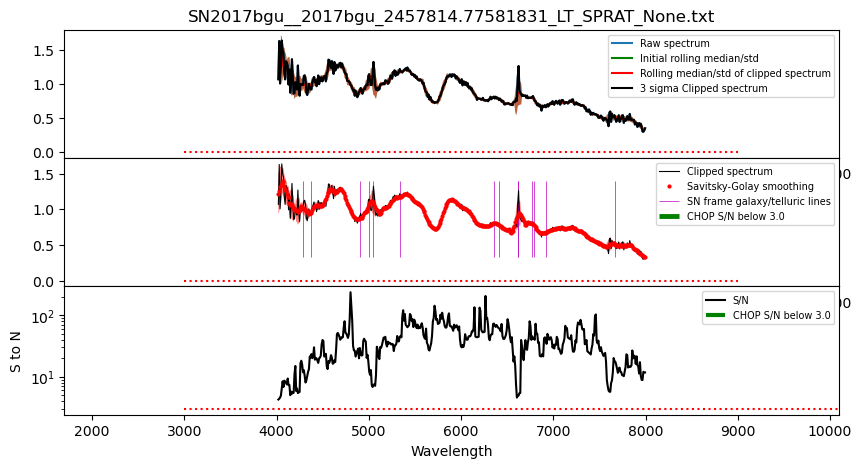 SN2017bgu__2017bgu_2457814.77581831_LT_SPRAT_None.txt
1.5
1.0
0.5
0.0
Raw spectrum
Initial rolling median/std
Rolling median/std of clipped spectrum
3 sigma Clipped spectrum
00
1.5
1.0
0.5
0.0
Clipped spectrum
Savitsky-Golay smoothing
SN frame galaxy/telluric lines
CHOP S/N below 3.0
00
S to N
10²
10¹
S/N
CHOP S/N below 3.0
2000 3000 4000 5000 6000 7000 8000 9000 10000
Wavelength